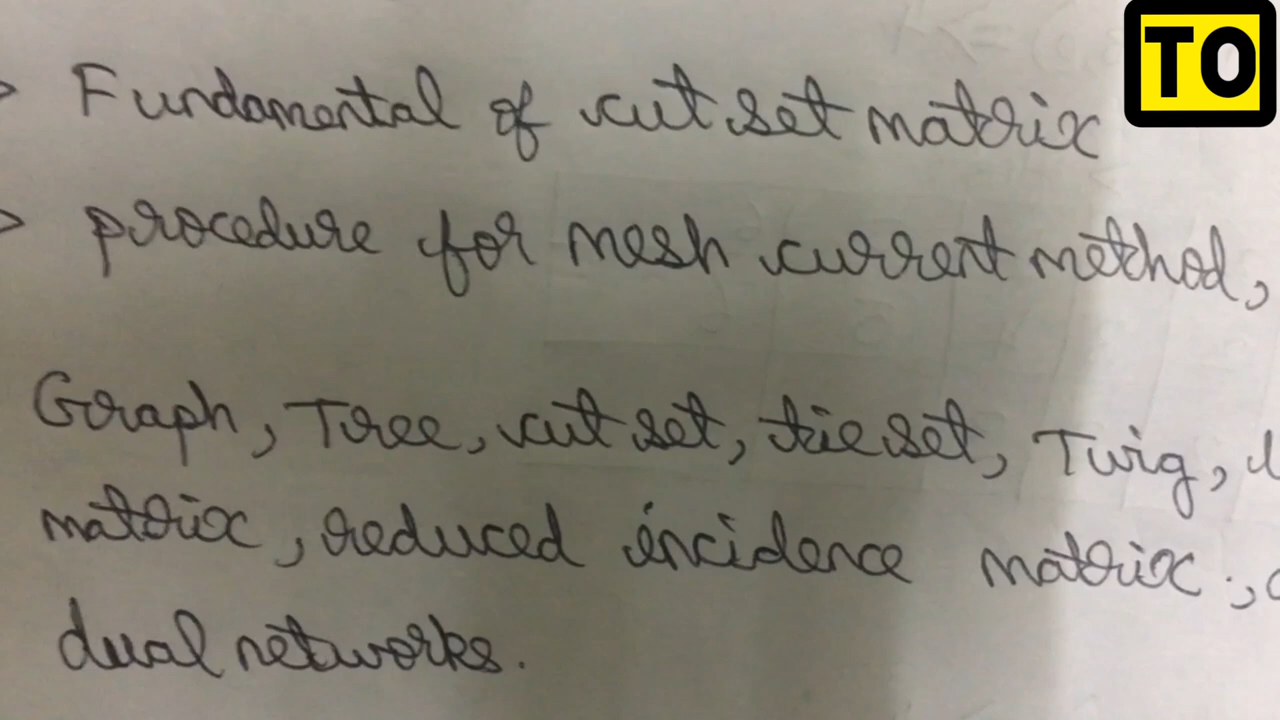 TO
> Fundamental of cut set matrix
> procedure for mesh current method,
Graph, Tree, cut set, tie set, Twig,
matrix, reduced incidence matrix.,
dual networks.